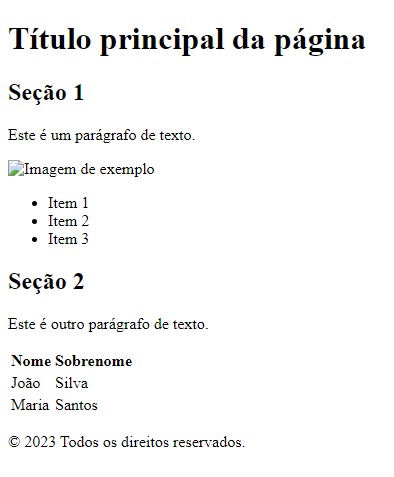 Título principal da página
Seção 1
Este é um parágrafo de texto.
Imagem de exemplo
Item 1
Item 2
Item 3
Seção 2
Este é outro parágrafo de texto.
Nome Sobrenome
João Silva
Maria Santos
© 2023 Todos os direitos reservados.